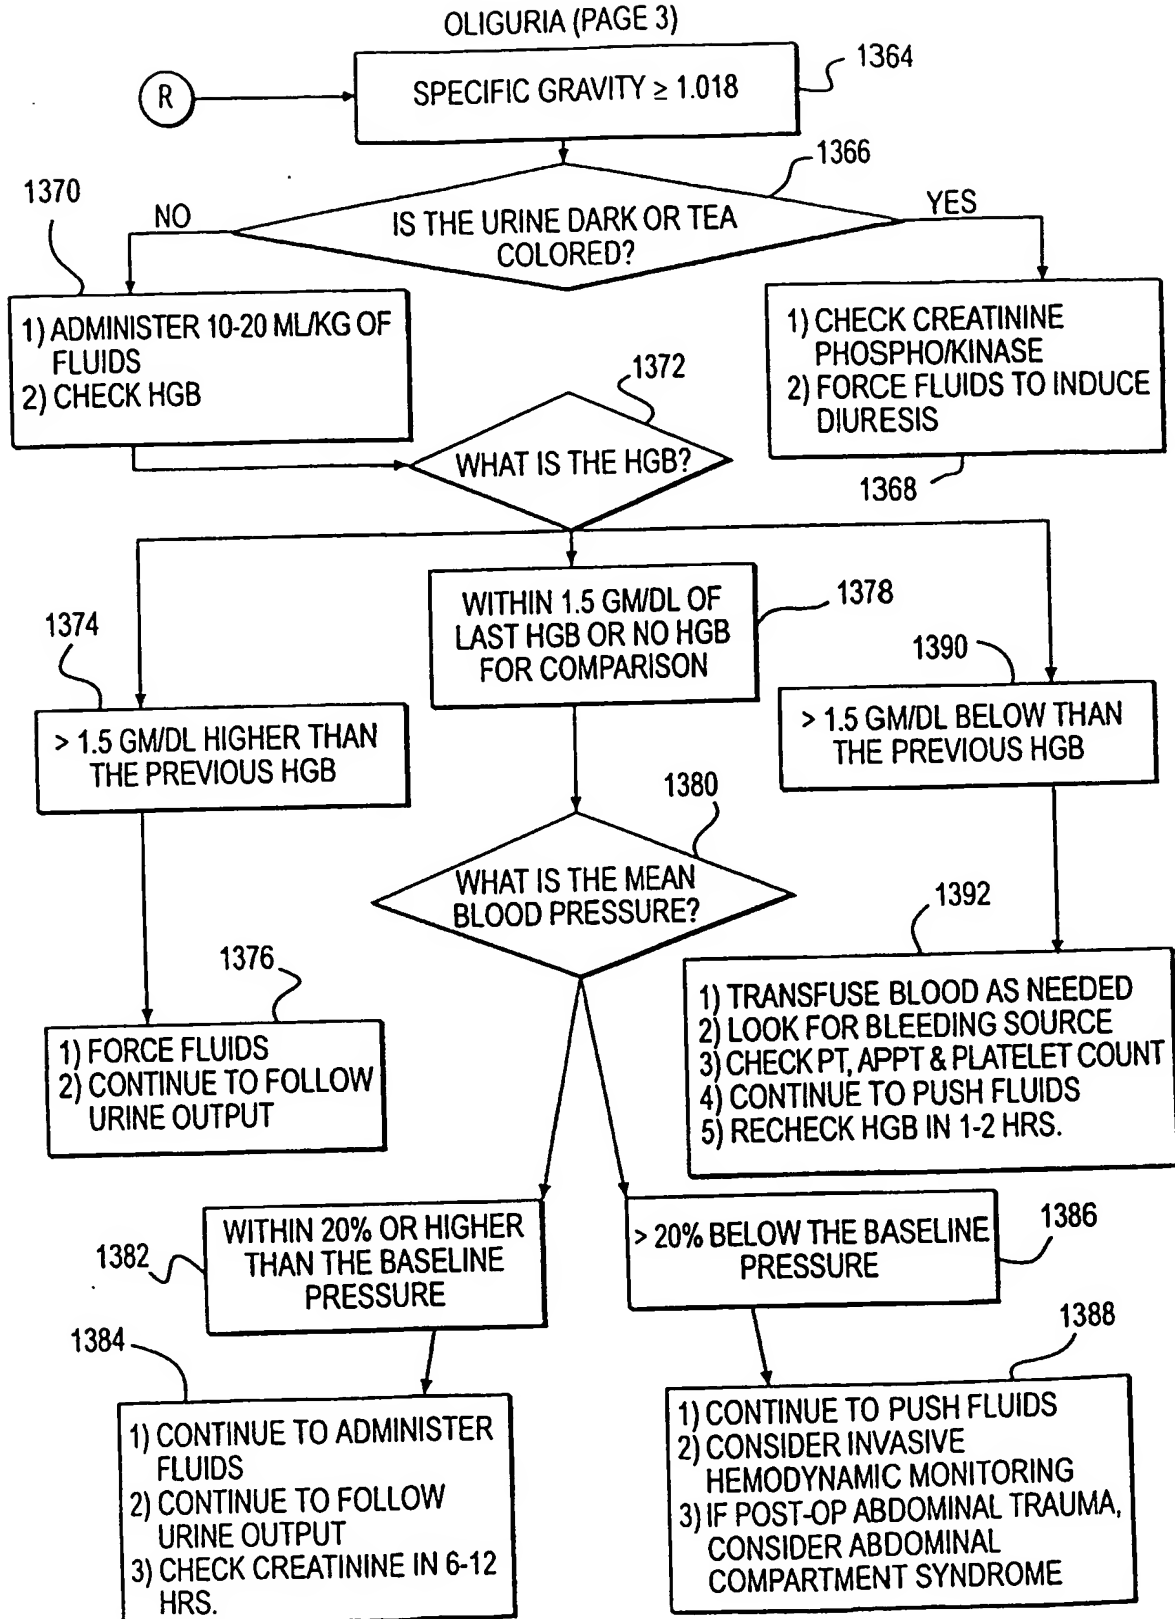 OLIGURIA (PAGE 3)
R
SPECIFIC GRAVITY ≥ 1.018
1364
1366
IS THE URINE DARK OR TEA
COLORED?
NO
YES
1370
1) ADMINISTER 10-20 ML/KG OF
FLUIDS
2) CHECK HGB
1) CHECK CREATININE
PHOSPHO/KINASE
2) FORCE FLUIDS TO INDUCE
DIURESIS
1368
1372
WHAT IS THE HGB?
1374
> 1.5 GM/DL HIGHER THAN
THE PREVIOUS HGB
WITHIN 1.5 GM/DL OF
LAST HGB OR NO HGB
FOR COMPARISON
1378
1390
> 1.5 GM/DL BELOW THAN
THE PREVIOUS HGB
1380
WHAT IS THE MEAN
BLOOD PRESSURE?
1376
1) FORCE FLUIDS
2) CONTINUE TO FOLLOW
URINE OUTPUT
1392
1) TRANSFUSE BLOOD AS NEEDED
2) LOOK FOR BLEEDING SOURCE
3) CHECK PT, APPT & PLATELET COUNT
4) CONTINUE TO PUSH FLUIDS
5) RECHECK HGB IN 1-2 HRS.
1382
WITHIN 20% OR HIGHER
THAN THE BASELINE
PRESSURE
> 20% BELOW THE BASELINE
PRESSURE
1386
1384
1) CONTINUE TO ADMINISTER
FLUIDS
2) CONTINUE TO FOLLOW
URINE OUTPUT
3) CHECK CREATININE IN 6-12
HRS.
1388
1) CONTINUE TO PUSH FLUIDS
2) CONSIDER INVASIVE
HEMODYNAMIC MONITORING
3) IF POST-OP ABDOMINAL TRAUMA,
CONSIDER ABDOMINAL
COMPARTMENT SYNDROME